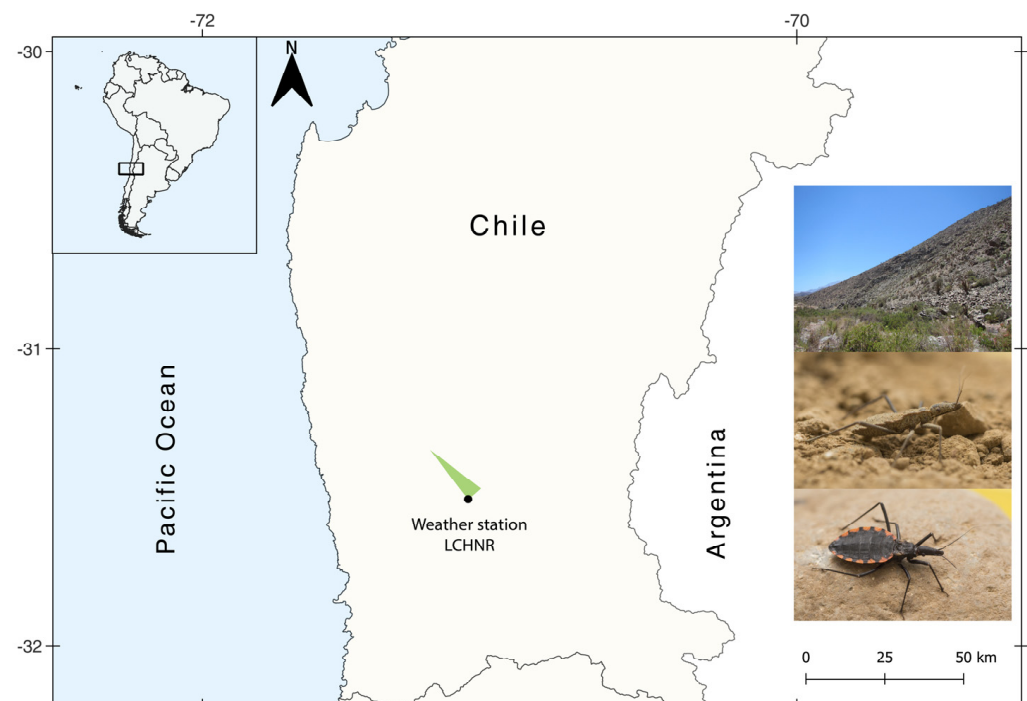 -72
-70
-30
N
Chile
-31
Pacific Ocean
Argentina
Weather station
LCHNR
-32
0 25 50 km